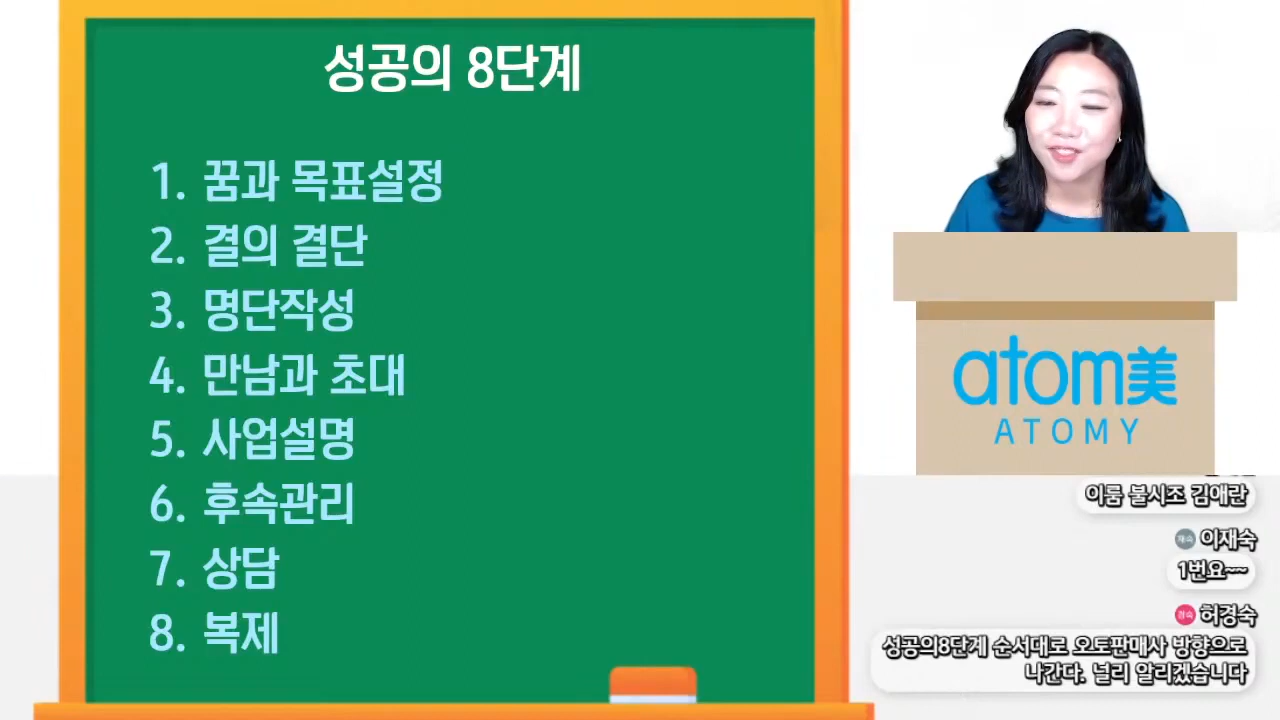 성공의 8단계
1. 꿈과 목표설정
2. 결의 결단
3. 명단작성
4. 만남과 초대
5. 사업설명
6. 후속관리
7. 상담
8. 복제
atom美
ATOMY
이룸 불시조 김애란
재숙 이재숙
1번요~~
경숙 허경숙
성공의8단계 순서대로 오토판매사 방향으로
나간다. 널리 알리겠습니다